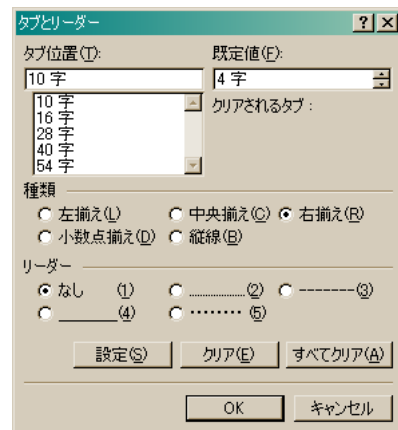 タブとリーダー
タブ位置(T): 既定値(F):
10 字 4 字
10 字 クリアされるタブ :
16 字
28 字
40 字
54 字
種類
左揃え(L) 中央揃え(C) 右揃え(R)
小数点揃え(D) 縦線(B)
リーダー
なし (1) ..................(2) -------(3)
________(4) ········ (5)
設定(S) クリア(E) すべてクリア(A)
OK キャンセル